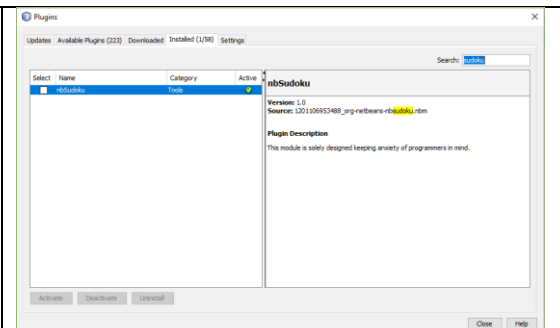 Plugins
Updates Available Plugins (223) Downloaded Installed (1/58) Settings
Search: sudoku
Select Name Category Active
nbSudoku Tools
nbSudoku
Version: 1.0
Source: 1201106953488_org-netbeans-nbsudoku.nbm
Plugin Description
This module is solely designed keeping anxiety of programmers in mind.
Activate Deactivate Uninstall
Close Help